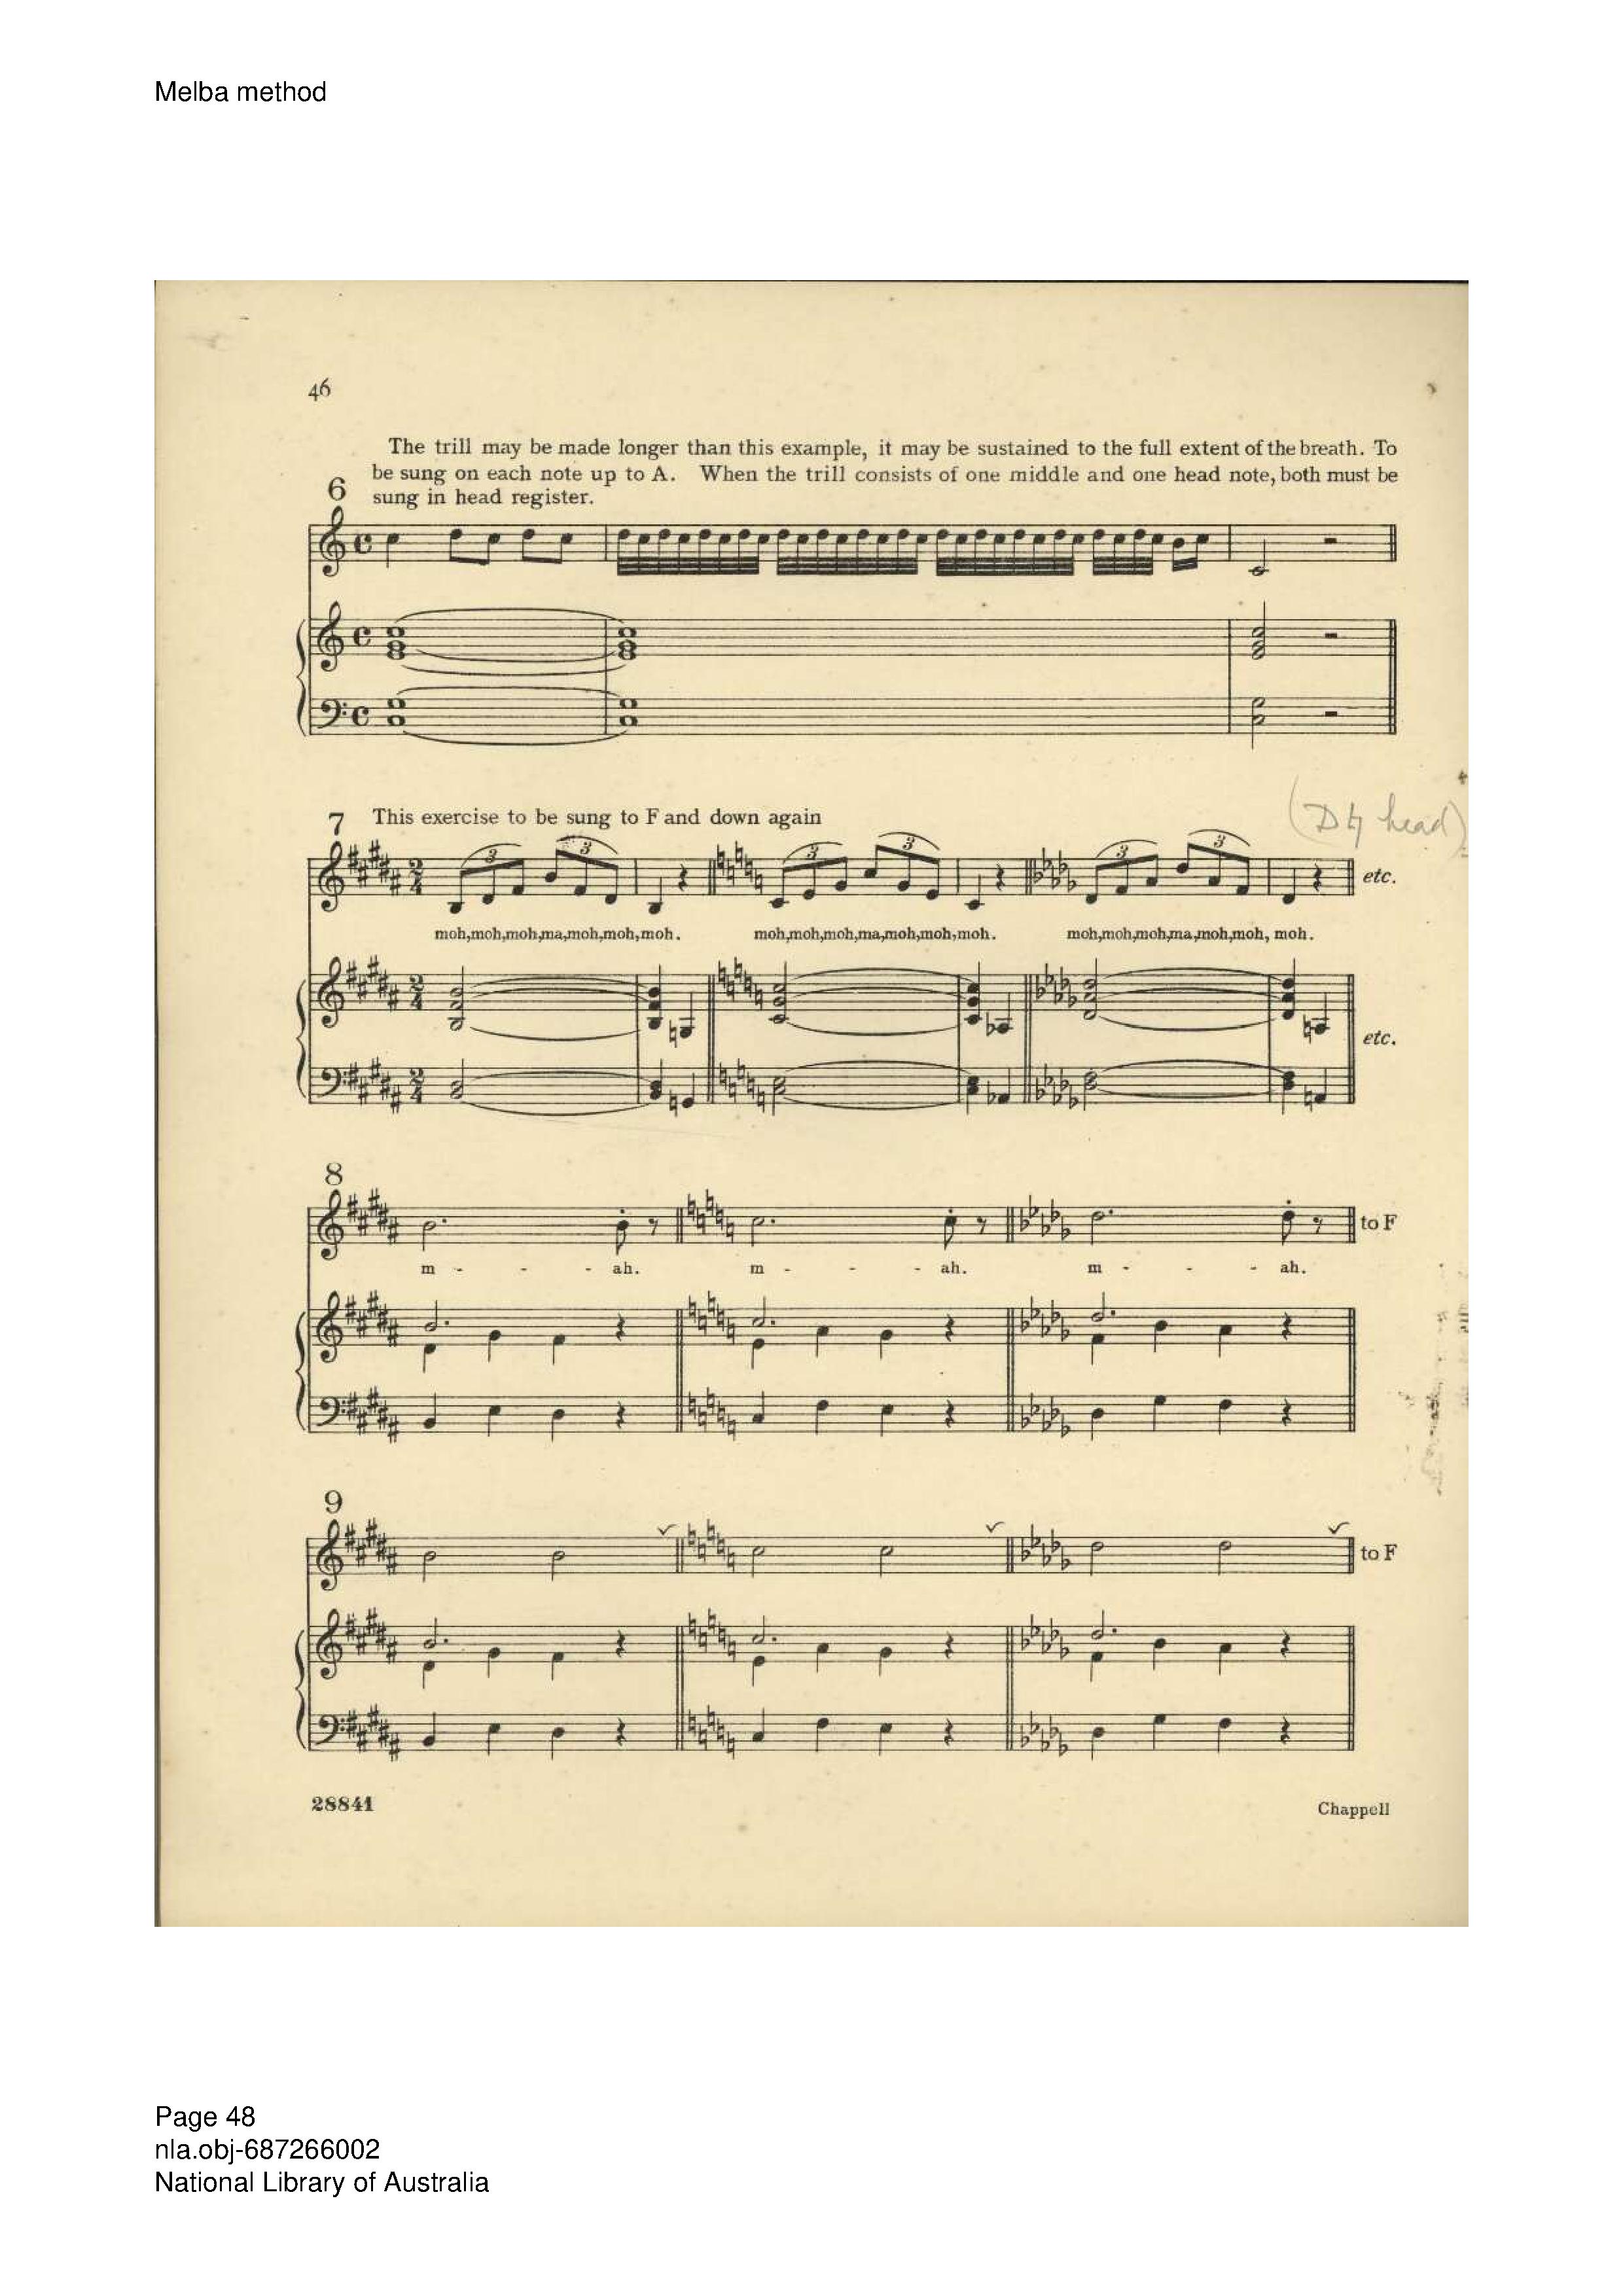 Melba method
46
The trill may be made longer than this example, it may be sustained to the full extent of the breath. To
be sung on each note up to A. When the trill consists of one middle and one head note, both must be
6 sung in head register.
7 This exercise to be sung to F and down again
(D♮ head)
3 3 3 3 3 3
etc.
moh,moh,moh,ma,moh,moh,moh. moh,moh,moh,ma,moh,moh,moh. moh,moh,moh,ma,moh,moh, moh.
etc.
8
to F
m - - - ah. m - - - ah. m - - - ah.
9
to F
28841
Chappell
Page 48
nla.obj-687266002
National Library of Australia